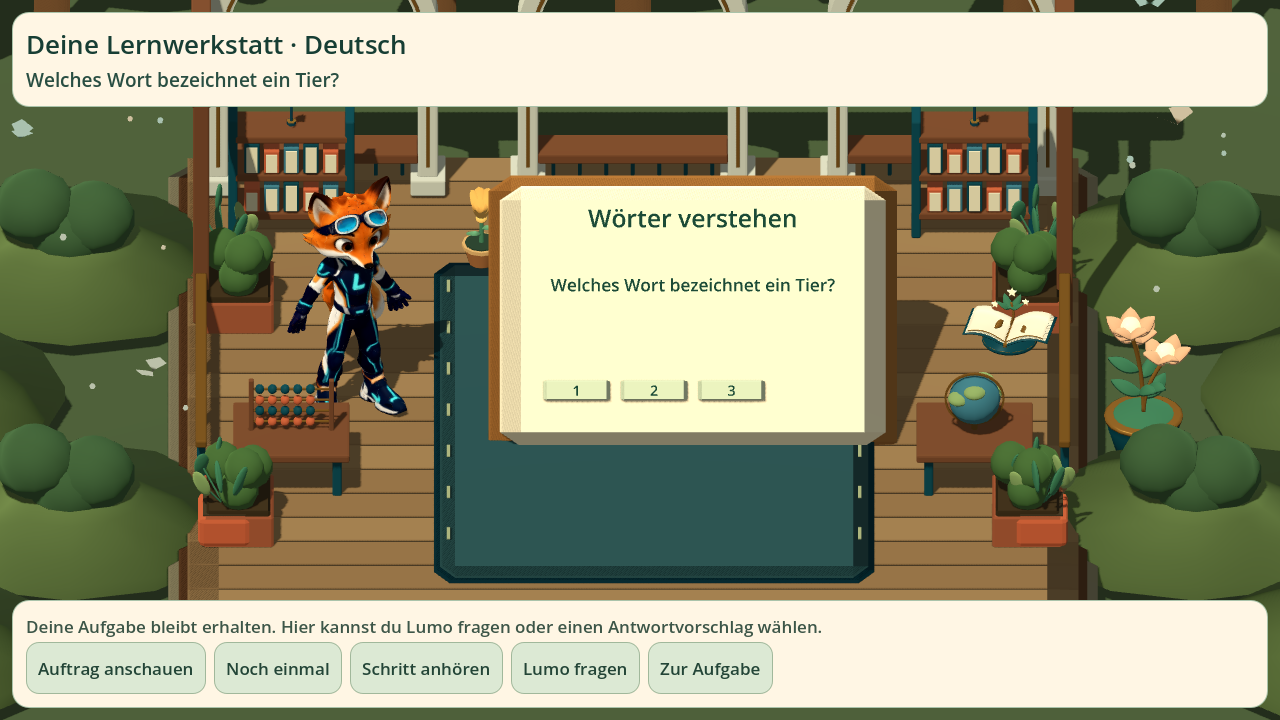 Deine Lernwerkstatt · Deutsch
Welches Wort bezeichnet ein Tier?
Wörter verstehen
Welches Wort bezeichnet ein Tier?
1 2 3
L
Deine Aufgabe bleibt erhalten. Hier kannst du Lumo fragen oder einen Antwortvorschlag wählen.
Auftrag anschauen Noch einmal Schritt anhören Lumo fragen Zur Aufgabe